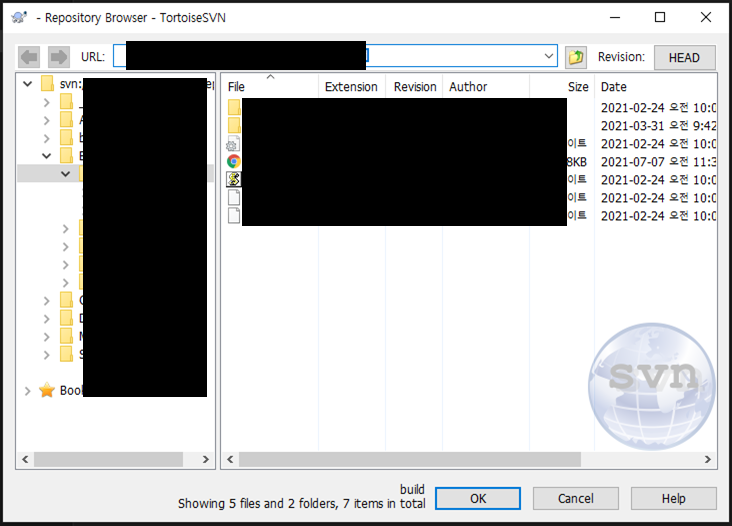 - Repository Browser - TortoiseSVN
URL:
Revision:
HEAD
svn:
File Extension Revision Author Size Date
2021-02-24 오전 10:0
2021-03-31 오전 9:42
이트 2021-02-24 오전 10:0
8KB 2021-07-07 오전 11:3
이트 2021-02-24 오전 10:0
이트 2021-02-24 오전 10:0
이트 2021-02-24 오전 10:0
Book
svn
build
Showing 5 files and 2 folders, 7 items in total
OK
Cancel
Help